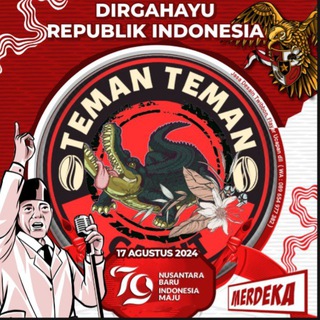 DIRGAHAYU
REPUBLIK INDONESIA
TEMAN TEMAN
17 AGUSTUS 2024
79
NUSANTARA
BARU
INDONESIA
MAJU
MERDEKA